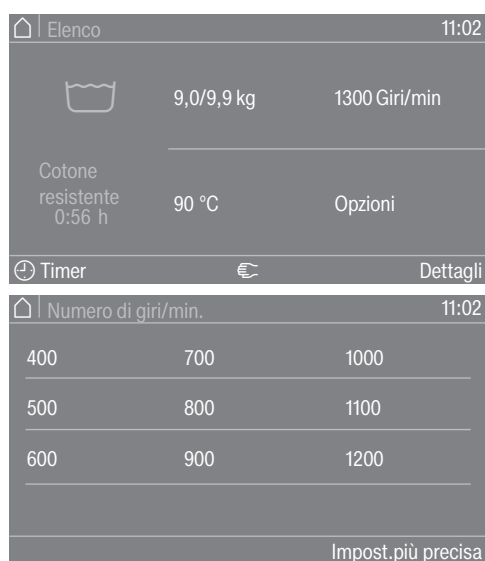 Elenco 11:02
9,0/9,9 kg 1300 Giri/min
Cotone
resistente
0:56 h
90 °C Opzioni
Timer Dettagli
Numero di giri/min. 11:02
400 700 1000
500 800 1100
600 900 1200
Impost.più precisa